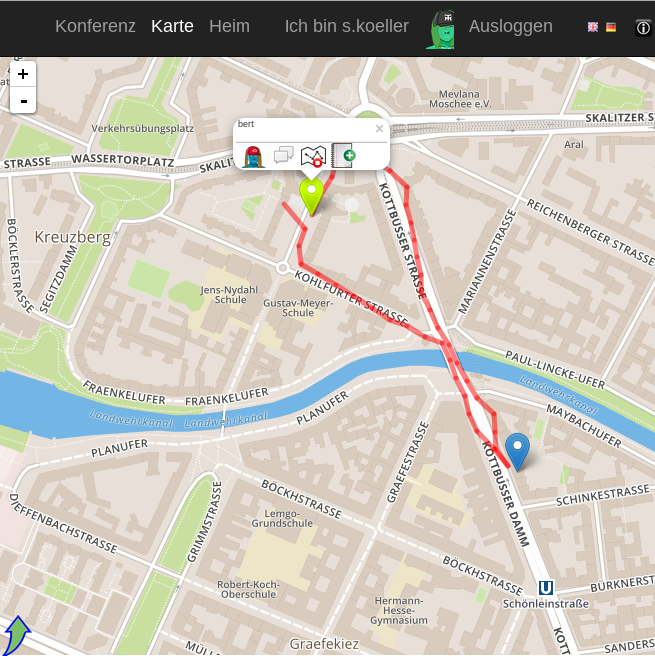 Konferenz Karte Heim Ich bin s.koeller Ausloggen
+
-
Mevlana
Moschee e.V.
bert
×
Verkehrsübungsplatz
SKALITZER S
Aral
STRASSE
WASSERTORPLATZ
SKALI
REICHENBERGER STRASSE
KOTTBUSSER STRASSE
MARIANNENSTRASSE
BÖCKLERSTRASSE
Kreuzberg
SEGITZDAMM
Jens-Nydahl
Schule
Gustav-Meyer-
Schule
KOHLFURTER STRASSE
PAUL-LINCKE-UFER
Landwehrkanal
FRAENKELUFER
FRAENKELUFER
Landwehrkanal
Landwehrkanal
PLANUFER
MAYBACHUFER
PLANUFER
GRAEFESTRASSE
KOTTBUSSER DAMM
DIEFFENBACHSTRASSE
GRIMMSTRASSE
BÖCKHSTRASSE
SCHINKESTRASSE
Lemgo-
Grundschule
BÖCKHSTRASSE
U
Schönleinstraße
BÜRKNERST
Robert-Koch-
Oberschule
Hermann-
Hesse-
Gymnasium
Graefekiez
MÜLL
KOTT
SANDERS